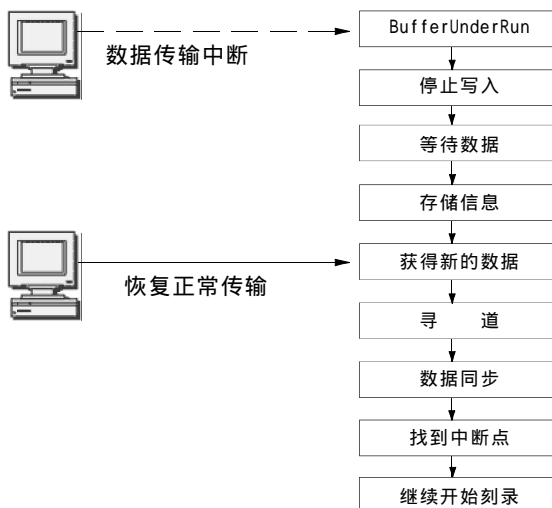 BufferUnderRun
数据传输中断
停止写入
等待数据
存储信息
获得新的数据
恢复正常传输
寻 道
数据同步
找到中断点
继续开始刻录